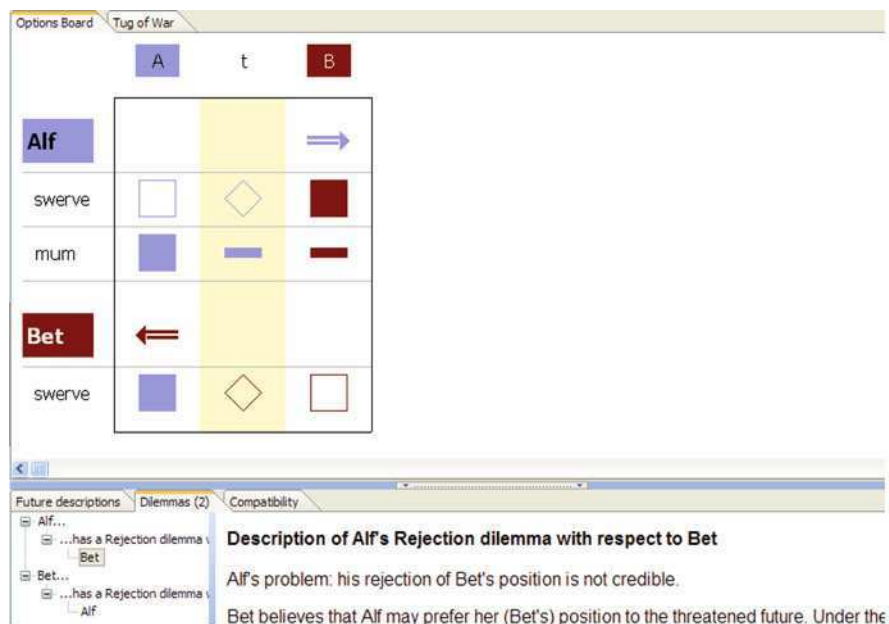 Options Board Tug of War
A t B
Alf
swerve
mum
Bet
swerve
Future descriptions Dilemmas (2) Compatibility
Alf...
...has a Rejection dilemma
Bet
Bet...
...has a Rejection dilemma
Alf
Description of Alf's Rejection dilemma with respect to Bet
Alf's problem: his rejection of Bet's position is not credible.
Bet believes that Alf may prefer her (Bet's) position to the threatened future. Under the